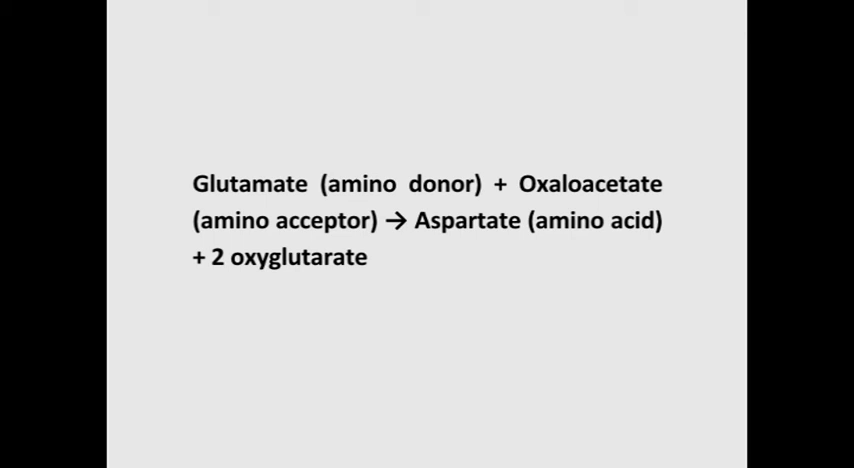 Glutamate (amino donor) + Oxaloacetate
(amino acceptor) → Aspartate (amino acid)
+ 2 oxyglutarate